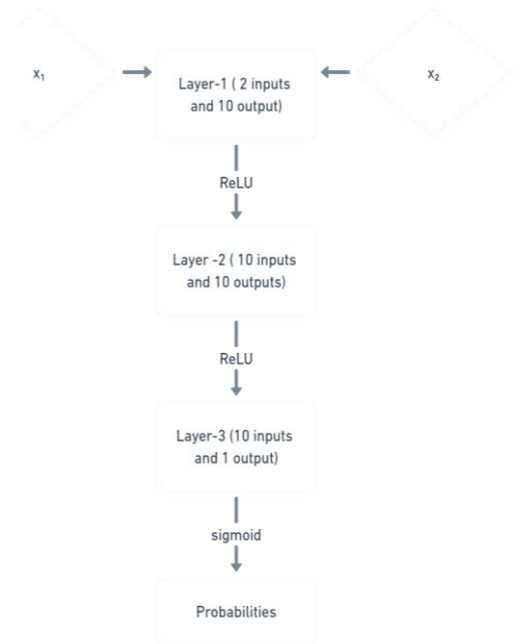 X₁
Layer-1 ( 2 inputs
and 10 output)
X₂
ReLU
Layer -2 ( 10 inputs
and 10 outputs)
ReLU
Layer-3 (10 inputs
and 1 output)
sigmoid
Probabilities